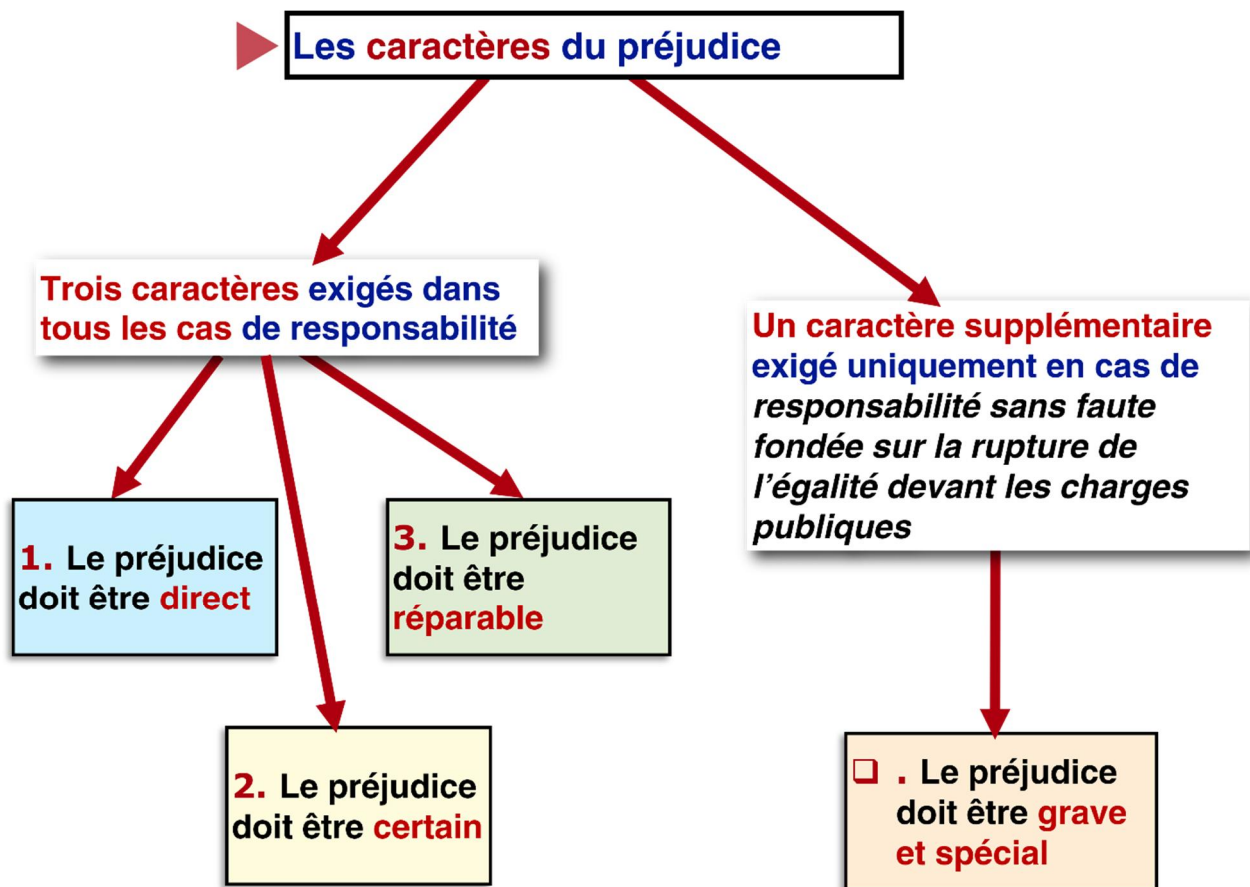 Les caractères du préjudice
Trois caractères exigés dans
tous les cas de responsabilité
Un caractère supplémentaire
exigé uniquement en cas de
responsabilité sans faute
fondée sur la rupture de
l'égalité devant les charges
publiques
1. Le préjudice
doit être direct
3. Le préjudice
doit être
réparable
2. Le préjudice
doit être certain
❑ . Le préjudice
doit être grave
et spécial